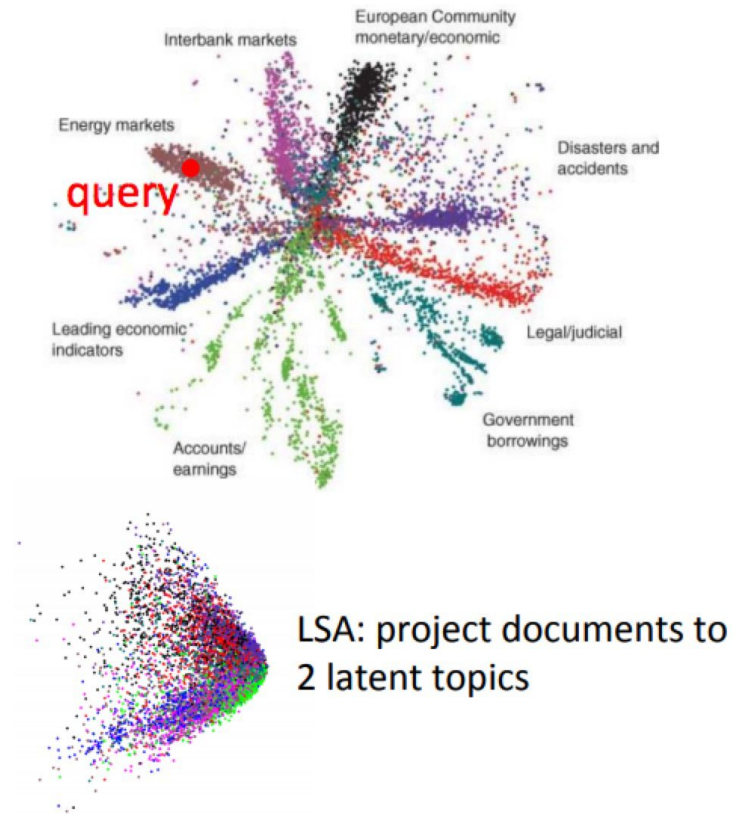 European Community
monetary/economic
Interbank markets
Energy markets
Disasters and
accidents
query
Leading economic
indicators
Legal/judicial
Government
borrowings
Accounts/
earnings
LSA: project documents to
2 latent topics